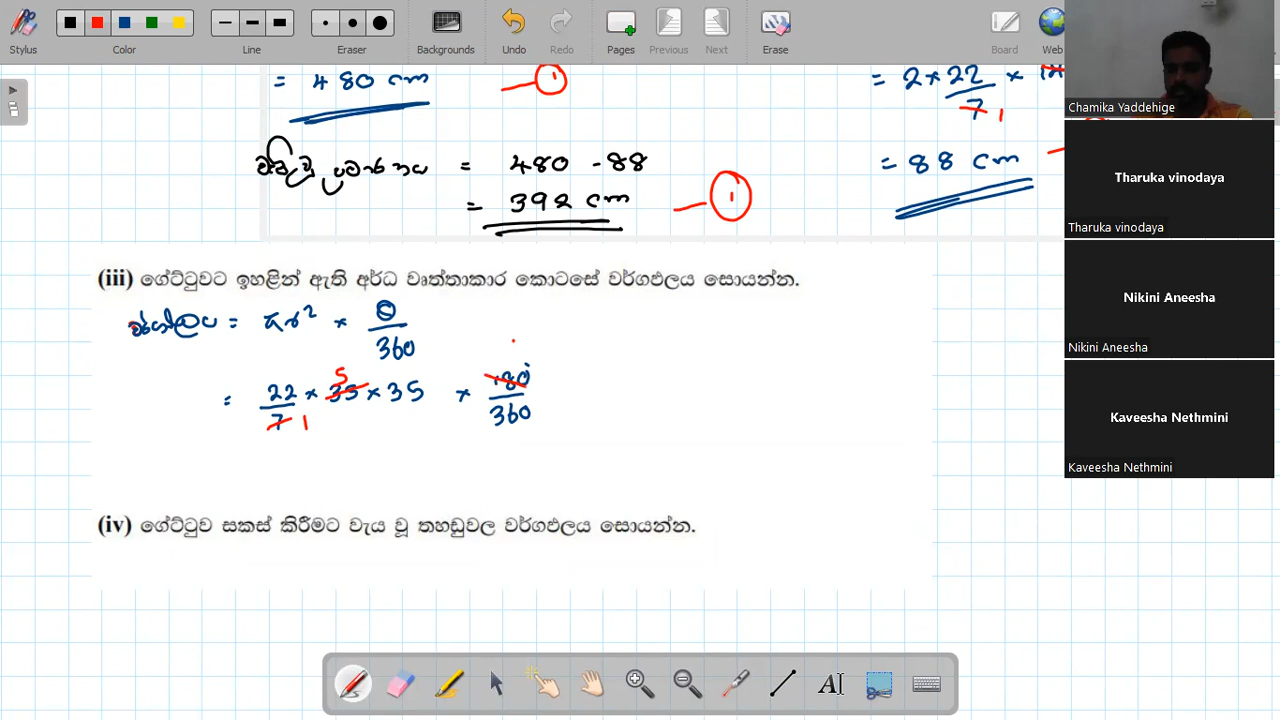 Stylus
Color
Line
Eraser
Backgrounds
Undo
Redo
Pages
Previous
Next
Erase
Board
Web
= 480 cm — 1
= 2 × 22/7 1 ×
= 480 - 88
= 88 cm
= 392 cm — 1
(iii) ගේට්ටුවට ඉහළින් ඇති අර්ධ වෘත්තාකාර කොටසේ වර්ගඵලය සොයන්න.
වර්ගඵලය = πr² × θ/360
= 22/7 1 × 35 5 × 35 × 180/360
(iv) ගේට්ටුව සකස් කිරීමට වැය වූ තහඩුවල වර්ගඵලය සොයන්න.
Chamika Yaddehige
Tharuka vinodaya
Tharuka vinodaya
Nikini Aneesha
Nikini Aneesha
Kaveesha Nethmini
Kaveesha Nethmini